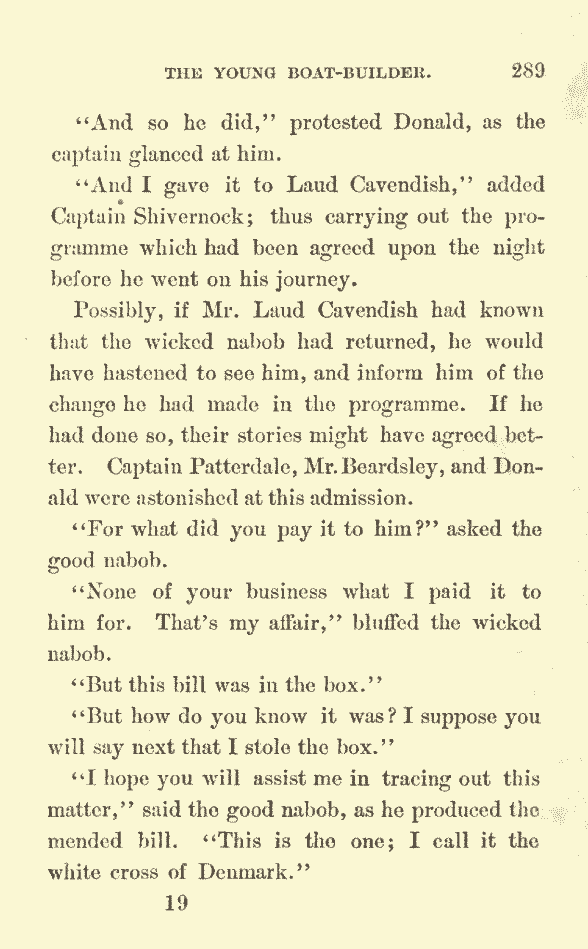 THE YOUNG BOAT-BUILDER. 289
“And so he did,” protested Donald, as the
captain glanced at him.
“And I gave it to Laud Cavendish,” added
Captain Shivernock; thus carrying out the pro-
gramme which had been agreed upon the night
before he went on his journey.
Possibly, if Mr. Laud Cavendish had known
that the wicked nabob had returned, he would
have hastened to see him, and inform him of the
change he had made in the programme. If he
had done so, their stories might have agreed bet-
ter. Captain Patterdale, Mr. Beardsley, and Don-
ald were astonished at this admission.
“For what did you pay it to him?” asked the
good nabob.
“None of your business what I paid it to
him for. That's my affair,” bluffed the wicked
nabob.
“But this bill was in the box.”
“But how do you know it was? I suppose you
will say next that I stole the box.”
“I hope you will assist me in tracing out this
matter,” said the good nabob, as he produced the
mended bill. “This is the one; I call it the
white cross of Denmark.”
19